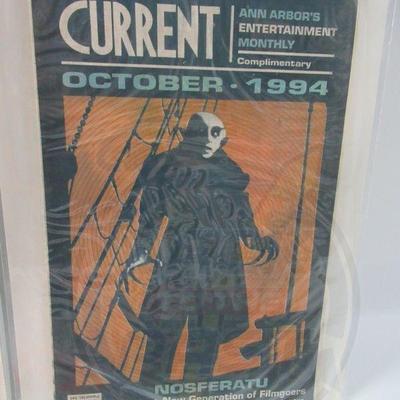 CURRENT
ANN ARBOR'S
ENTERTAINMENT
MONTHLY
Complimentary
OCTOBER · 1994
NOSFERATU
New Generation of Filmgoers